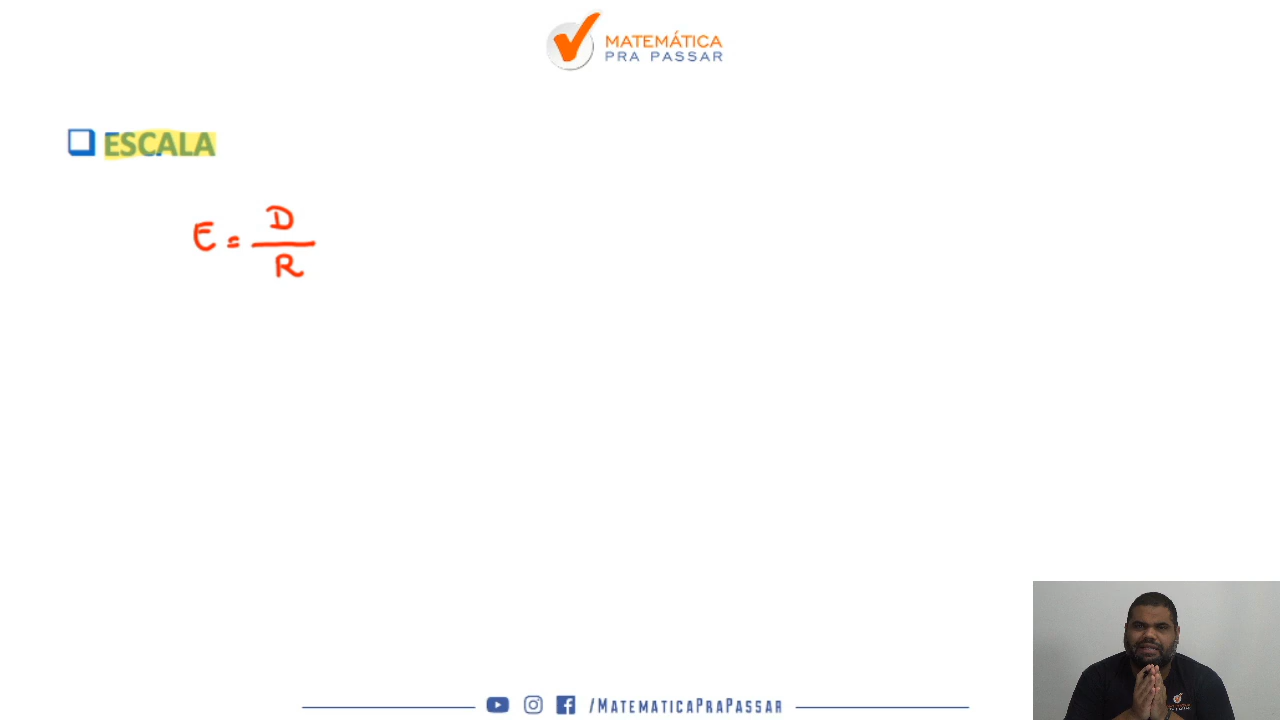 MATEMÁTICA
PRA PASSAR
ESCALA
E = D
R
/MATEMATICAPRAPASSAR